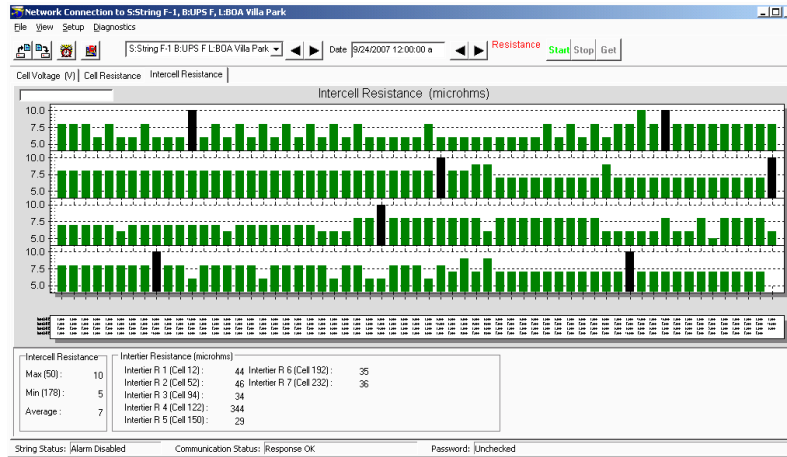 Network Connection to S:String F-1, B:UPS F, L:BOA Villa Park
File View Setup Diagnostics
S:String F-1 B:UPS F L:BOA Villa Park Date 9/24/2007 12:00:00 a Resistance Start Stop Get
Cell Voltage (V) Cell Resistance Intercell Resistance
Intercell Resistance (microhms)
10.0
7.5
5.0
10.0
7.5
5.0
10.0
7.5
5.0
10.0
7.5
5.0
Intercell Resistance Intertier Resistance (microhms)
Max (50) : 10 Intertier R 1 (Cell 12) : 44 Intertier R 6 (Cell 192) : 35
Min (178) : 5 Intertier R 2 (Cell 52) : 46 Intertier R 7 (Cell 232) : 36
Average : 7 Intertier R 3 (Cell 94) : 34
Intertier R 4 (Cell 122) : 344
Intertier R 5 (Cell 150) : 29
String Status: Alarm Disabled Communication Status: Response OK Password: Unchecked